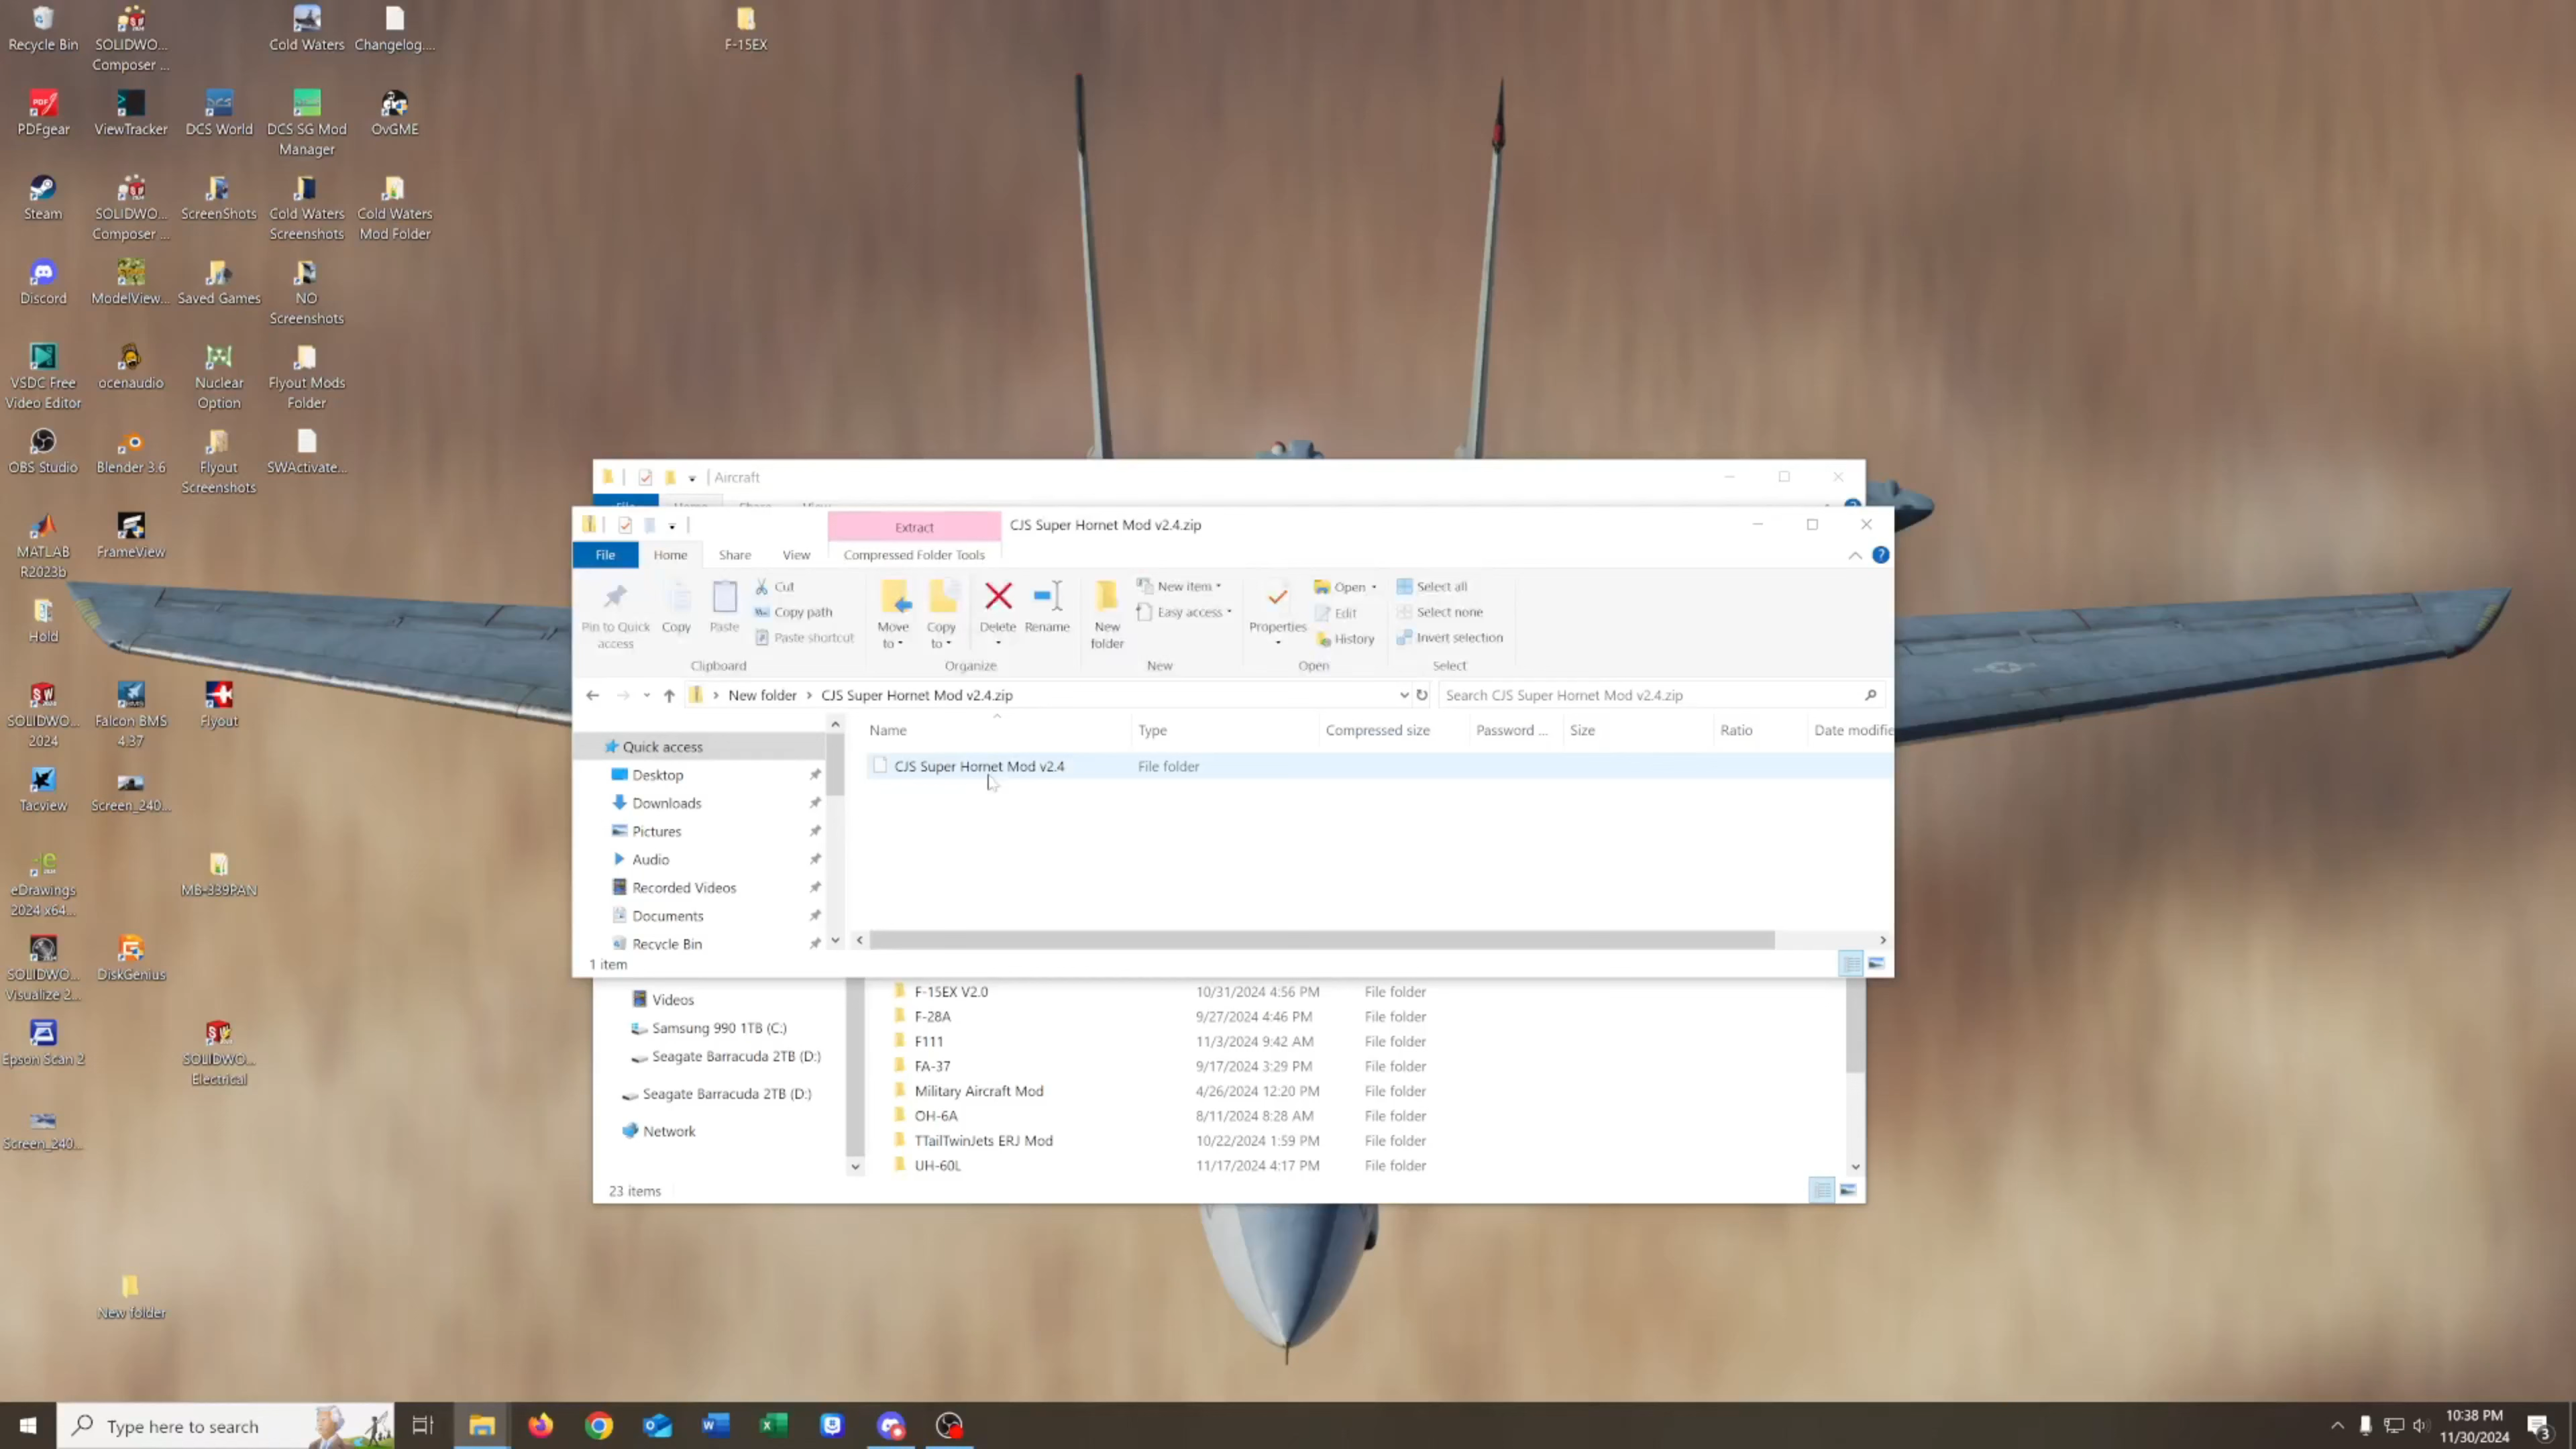 Recycle Bin
SOLIDWO...
Composer ...
Cold Waters
Changelog....
F-15EX
PDFgear
ViewTracker
DCS World
DCS SG Mod
Manager
OvGME
Steam
SOLIDWO...
Composer ...
ScreenShots
Cold Waters
Screenshots
Cold Waters
Mod Folder
Discord
ModelView...
Saved Games
NO
Screenshots
VSDC Free
Video Editor
ocenaudio
Nuclear
Option
Flyout Mods
Folder
OBS Studio
Blender 3.6
Flyout
Screenshots
SWActivate...
MATLAB
R2023b
FrameView
Hold
SOLIDWO...
2024
Falcon BMS
4.37
Flyout
Tacview
Screen_240...
eDrawings
2024 x64...
MB-339PAN
SOLIDWO...
Visualize 2...
DiskGenius
Epson Scan 2
SOLIDWO...
Electrical
Screen_240...
New folder
Aircraft
Extract
CJS Super Hornet Mod v2.4.zip
File
Home
Share
View
Compressed Folder Tools
Pin to Quick
access
Copy
Paste
Cut
Copy path
Paste shortcut
Move
to
Copy
to
Delete
Rename
New
folder
New item
Easy access
Properties
Open
Edit
History
Select all
Select none
Invert selection
Clipboard
Organize
New
Open
Select
New folder > CJS Super Hornet Mod v2.4.zip
Search CJS Super Hornet Mod v2.4.zip
Name
Type
Compressed size
Password ...
Size
Ratio
Date modifie
CJS Super Hornet Mod v2.4
File folder
Quick access
Desktop
Downloads
Pictures
Audio
Recorded Videos
Documents
Recycle Bin
1 item
Videos
Samsung 990 1TB (C:)
Seagate Barracuda 2TB (D:)
Seagate Barracuda 2TB (D:)
Network
F-15EX V2.0 10/31/2024 4:56 PM File folder
F-28A 9/27/2024 4:46 PM File folder
F111 11/3/2024 9:42 AM File folder
FA-37 9/17/2024 3:29 PM File folder
Military Aircraft Mod 4/26/2024 12:20 PM File folder
OH-6A 8/11/2024 8:28 AM File folder
TTailTwinJets ERJ Mod 10/22/2024 1:59 PM File folder
UH-60L 11/17/2024 4:17 PM File folder
23 items
Type here to search
10:38 PM
11/30/2024
3